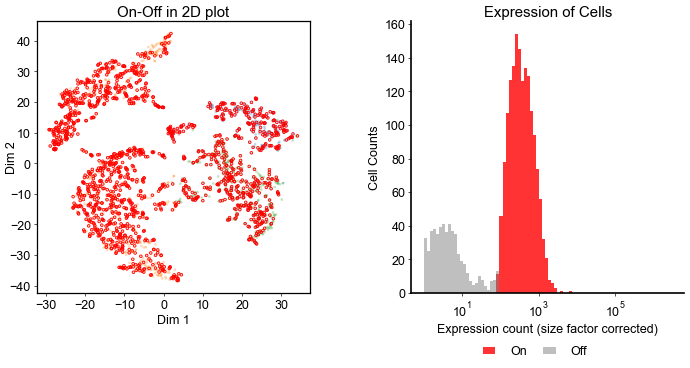 On-Off in 2D plot
Dim 2
40
30
20
10
0
−10
−20
−30
−40
−30 −20 −10 0 10 20 30
Dim 1
Expression of Cells
Cell Counts
160
140
120
100
80
60
40
20
0
10^1 10^3 10^5
Expression count (size factor corrected)
On Off